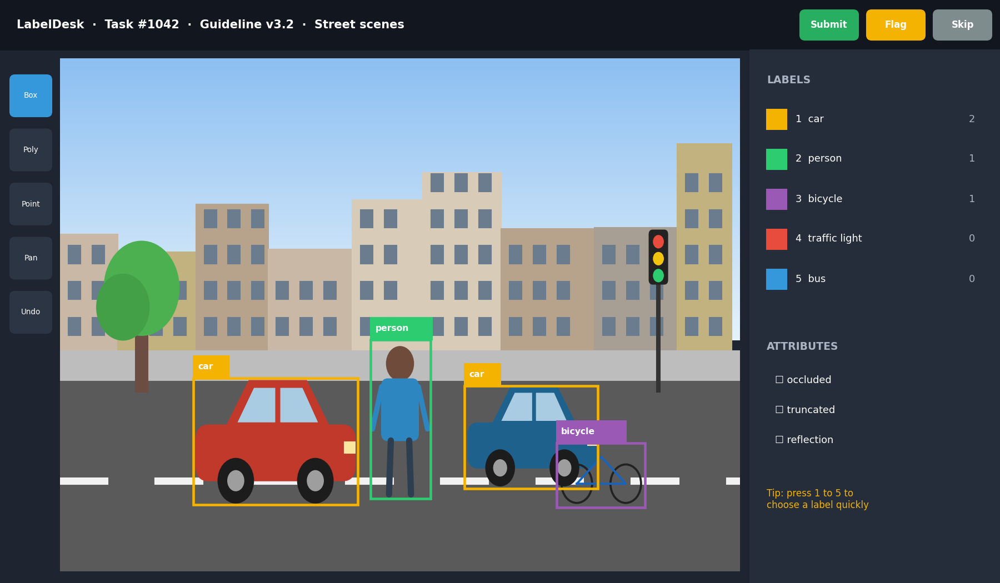 LabelDesk · Task #1042 · Guideline v3.2 · Street scenes
Submit
Flag
Skip
Box
Poly
Point
Pan
Undo
person
car
car
bicycle
LABELS
1 car 2
2 person 1
3 bicycle 1
4 traffic light 0
5 bus 0
ATTRIBUTES
☐ occluded
☐ truncated
☐ reflection
Tip: press 1 to 5 to
choose a label quickly